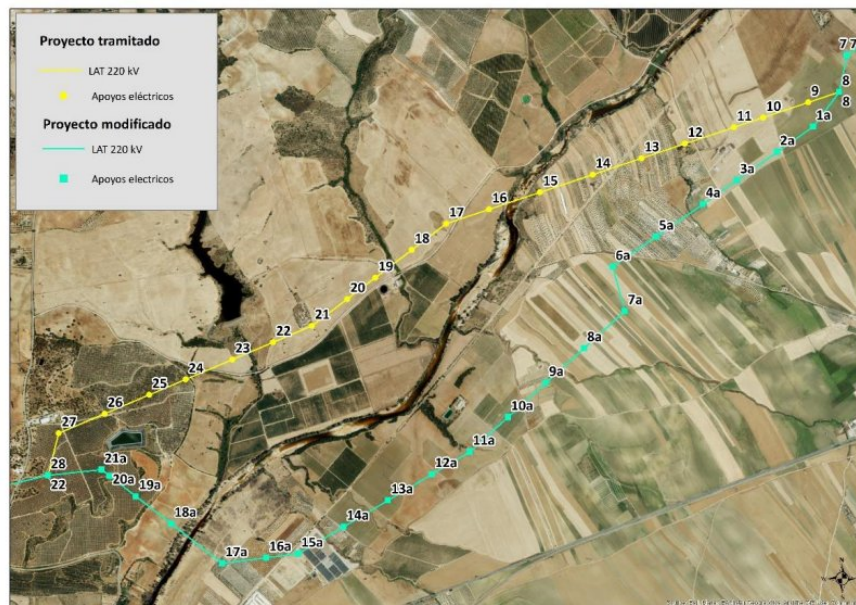 Proyecto tramitado
LAT 220 kV
Apoyos eléctricos
Proyecto modificado
LAT 220 kV
Apoyos electricos
7 7
8
8
9
10
11
12
13
14
15
16
17
18
19
20
21
22
23
24
25
26
27
28
22
1a
2a
3a
4a
5a
6a
7a
8a
9a
10a
11a
12a
13a
14a
15a
16a
17a
18a
19a
20a
21a